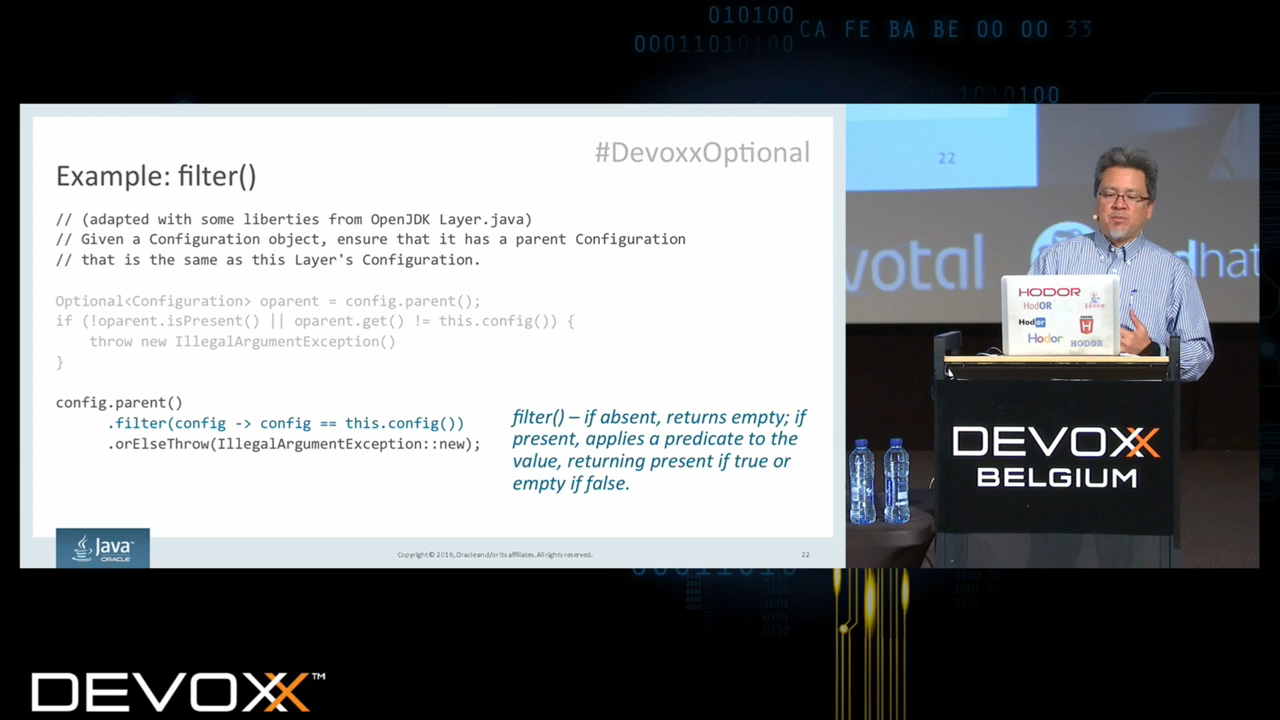 010100
CA FE BA BE 00 00 33
00011010100
1010100
#DevoxxOptional
Example: filter()
// (adapted with some liberties from OpenJDK Layer.java)
// Given a Configuration object, ensure that it has a parent Configuration
// that is the same as this Layer's Configuration.
Optional<Configuration> oparent = config.parent();
if (!oparent.isPresent() || oparent.get() != this.config()) {
throw new IllegalArgumentException()
}
config.parent()
.filter(config -> config == this.config())
.orElseThrow(IllegalArgumentException::new);
filter() – if absent, returns empty; if
present, applies a predicate to the
value, returning present if true or
empty if false.
Java™
ORACLE
Copyright © 2016, Oracle and/or its affiliates. All rights reserved.
22
22
votal
dhat
HODOR
HodOR
HODOR
Hodor
H
Hodor
HODOR
DEVOXX
BELGIUM
DEVOXX™